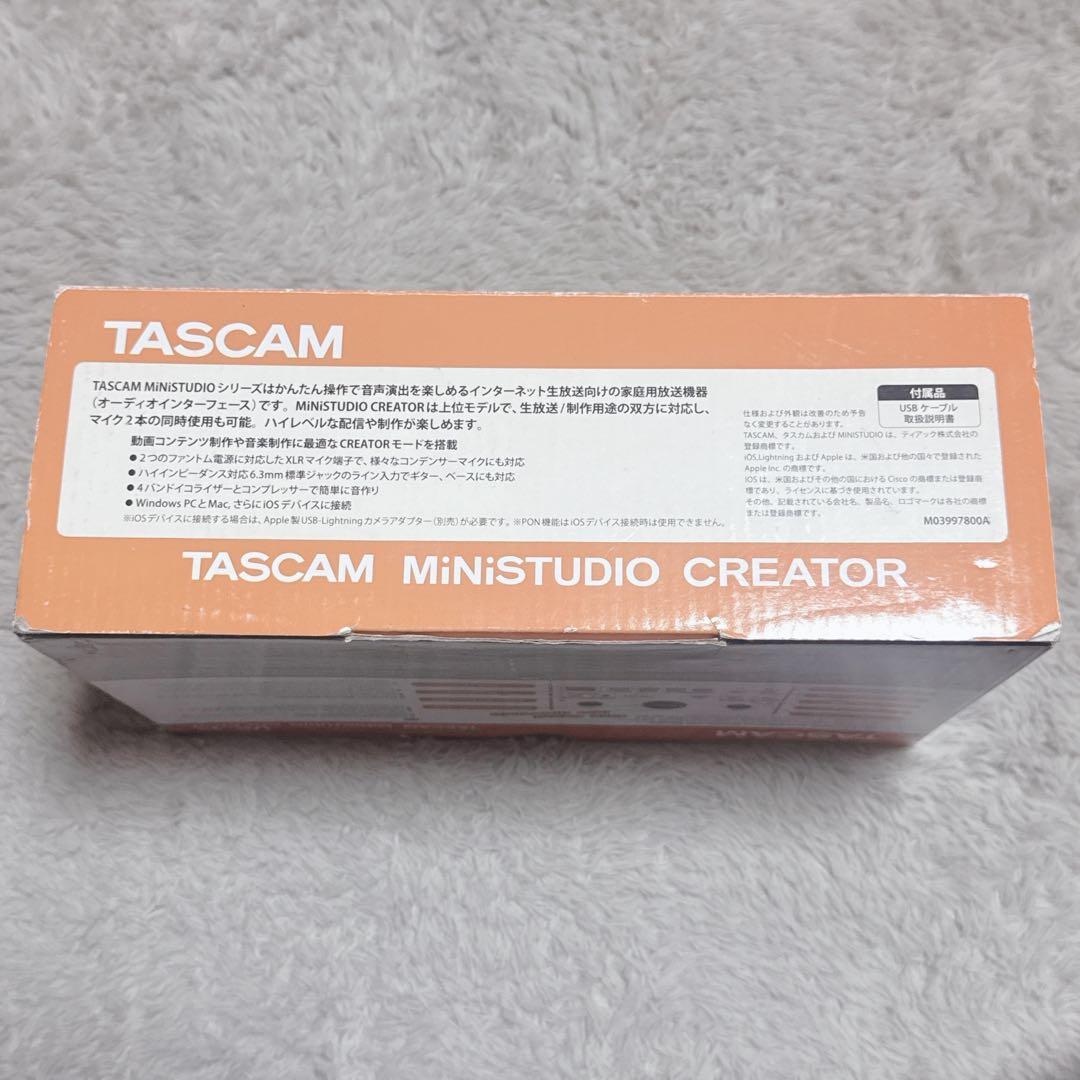 TASCAM
TASCAM MiNiSTUDIO シリーズはかんたん操作で音声演出を楽しめるインターネット生放送向けの家庭用放送機器
（オーディオインターフェース）です。MiNiSTUDIO CREATORは上位モデルで、生放送/制作用途の双方に対応し、
マイク2本の同時使用も可能。ハイレベルな配信や制作が楽しめます。
動画コンテンツ制作や音楽制作に最適なCREATORモードを搭載
●2つのファントム電源に対応したXLRマイク端子で、様々なコンデンサーマイクにも対応
●ハイインピーダンス対応6.3mm標準ジャックのライン入力でギター、ベースにも対応
●4バンドイコライザーとコンプレッサーで簡単に音作り
●Windows PCとMac,さらにiOSデバイスに接続
※iOSデバイスに接続する場合は、Apple製USB-Lightningカメラアダプター（別売）が必要です。※PON機能はiOSデバイス接続時は使用できません。
付属品
USBケーブル
取扱説明書
仕様および外観は改善のため予告
なく変更することがあります。
TASCAM、タスカムおよびMINISTUDIOは、ティアック株式会社の
登録商標です。
iOS,LightningおよびAppleは、米国および他の国々で登録された
Apple Inc.の商標です。
IOSは、米国およびその他の国におけるCiscoの商標または登録商
標であり、ライセンスに基づき使用されています。
その他、記載されている会社名、製品名、ロゴマークは各社の商標
または登録商標です。
M03997800A
TASCAM MiNiSTUDIO CREATOR
TASCAM